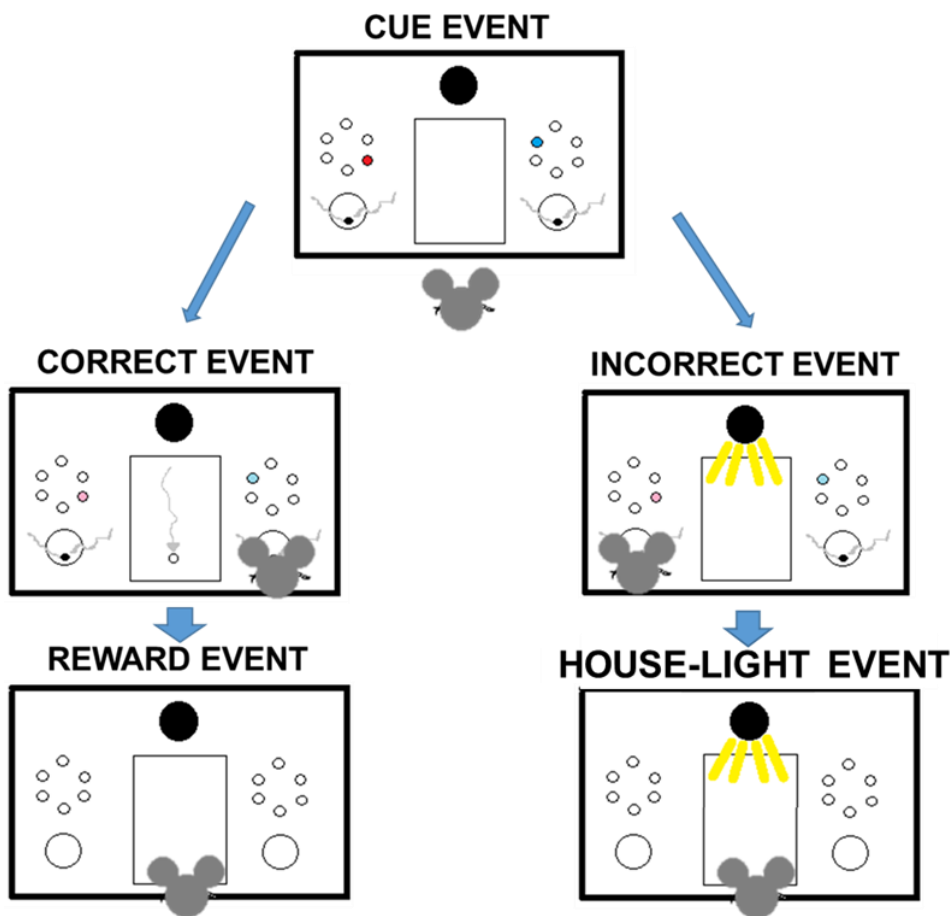 CUE EVENT
CORRECT EVENT
INCORRECT EVENT
REWARD EVENT
HOUSE-LIGHT EVENT